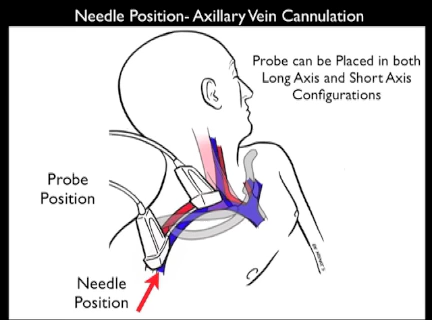 Needle Position- Axillary Vein Cannulation
Probe can be Placed in both
Long Axis and Short Axis
Configurations
Probe
Position
Needle
Position